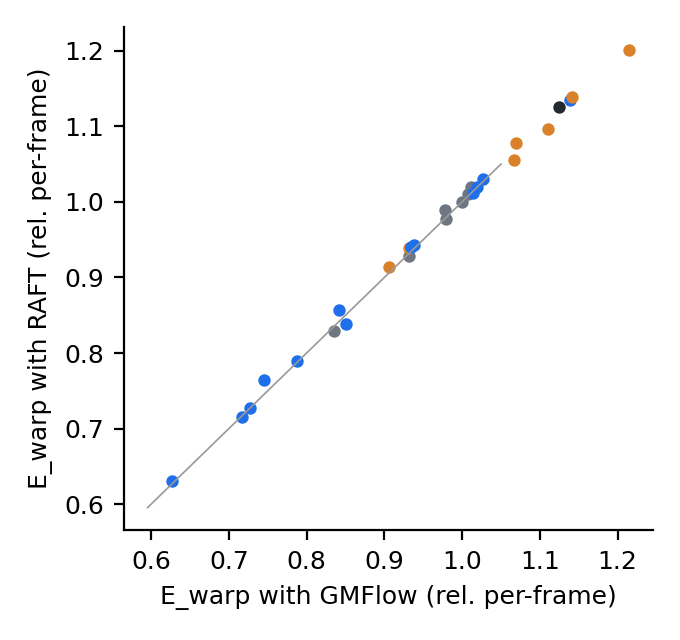 E_warp with RAFT (rel. per-frame)
1.2
1.1
1.0
0.9
0.8
0.7
0.6
0.6 0.7 0.8 0.9 1.0 1.1 1.2
E_warp with GMFlow (rel. per-frame)